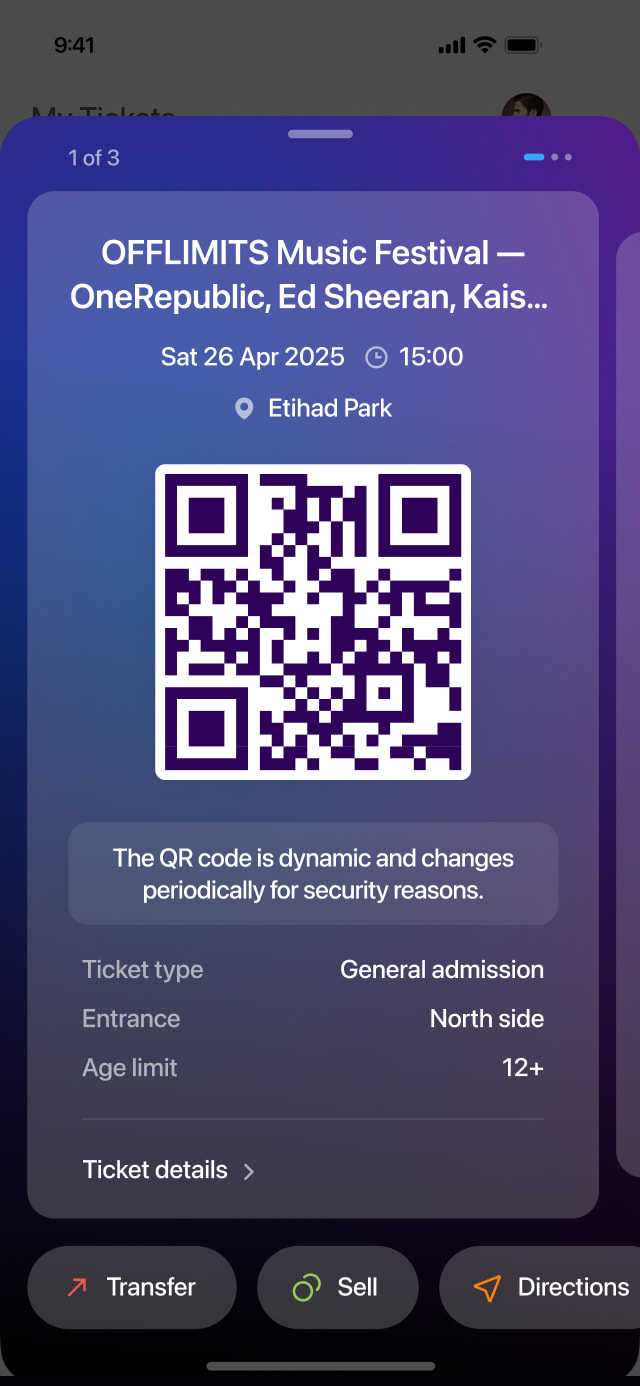 9:41
My Tickets
1 of 3
OFFLIMITS Music Festival —
OneRepublic, Ed Sheeran, Kais...
Sat 26 Apr 2025 15:00
Etihad Park
The QR code is dynamic and changes
periodically for security reasons.
Ticket type General admission
Entrance North side
Age limit 12+
Ticket details
Transfer Sell Directions